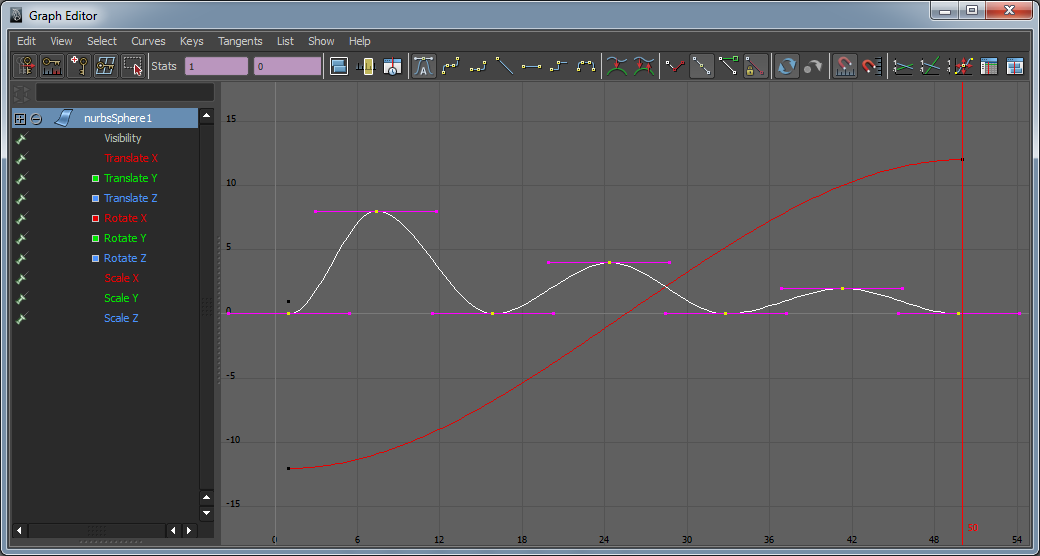 Graph Editor
Edit View Select Curves Keys Tangents List Show Help
Stats 1 0
nurbsSphere1
Visibility
Translate X
Translate Y
Translate Z
Rotate X
Rotate Y
Rotate Z
Scale X
Scale Y
Scale Z
15
10
5
0
-5
-10
-15
50
0 6 12 18 24 30 36 42 48 54